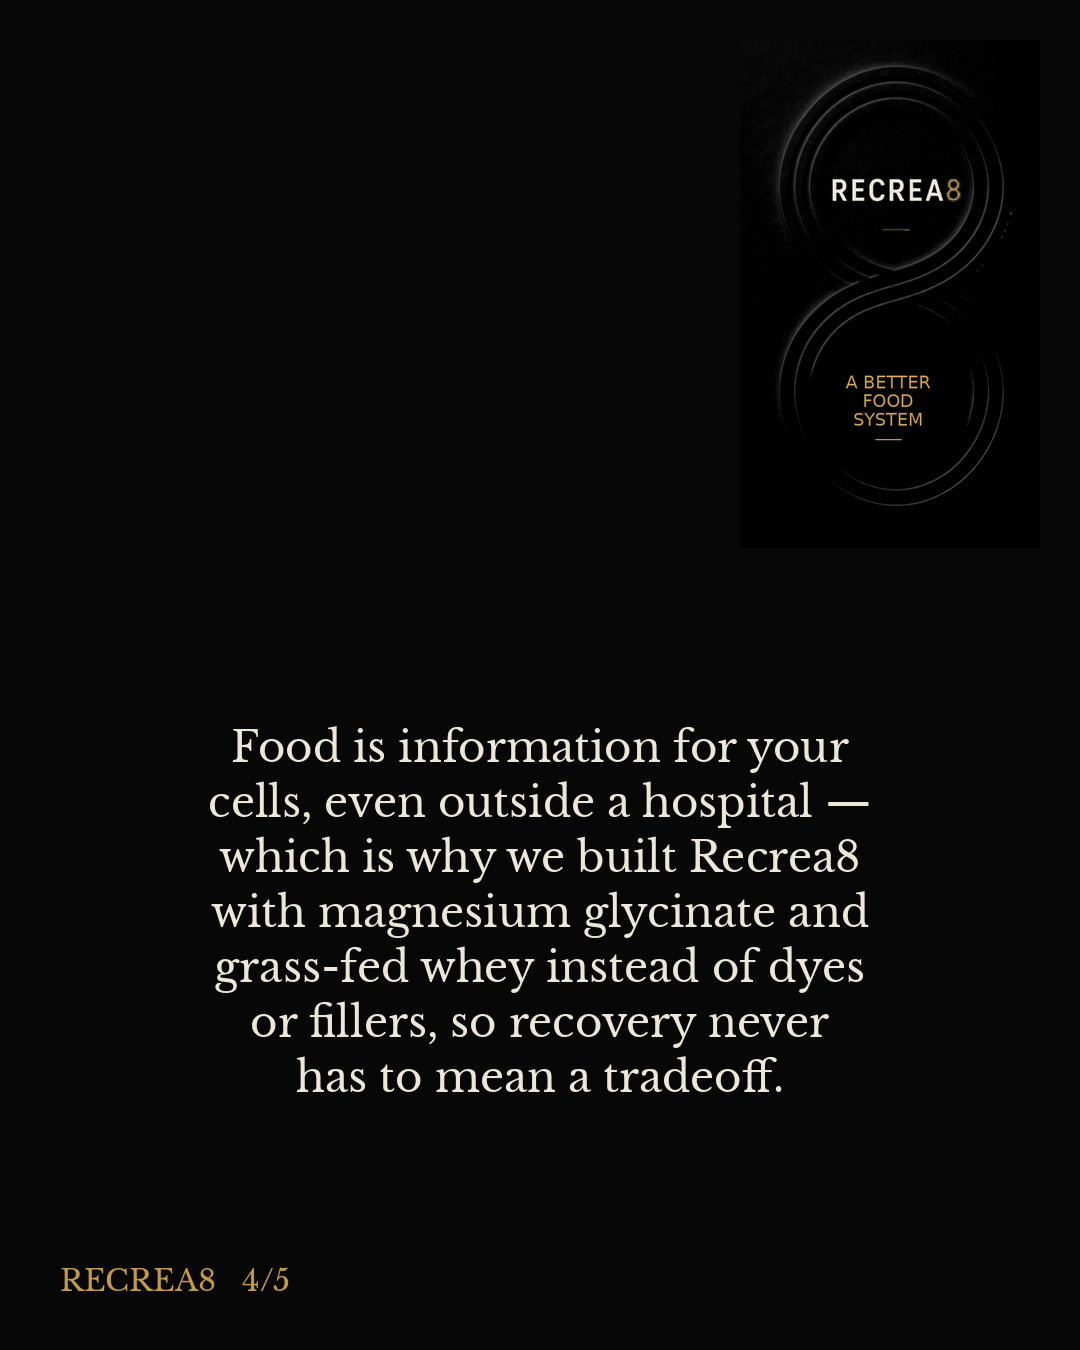 RECREA8
A BETTER
FOOD
SYSTEM
Food is information for your
cells, even outside a hospital —
which is why we built Recrea8
with magnesium glycinate and
grass-fed whey instead of dyes
or fillers, so recovery never
has to mean a tradeoff.
RECREA8 4/5